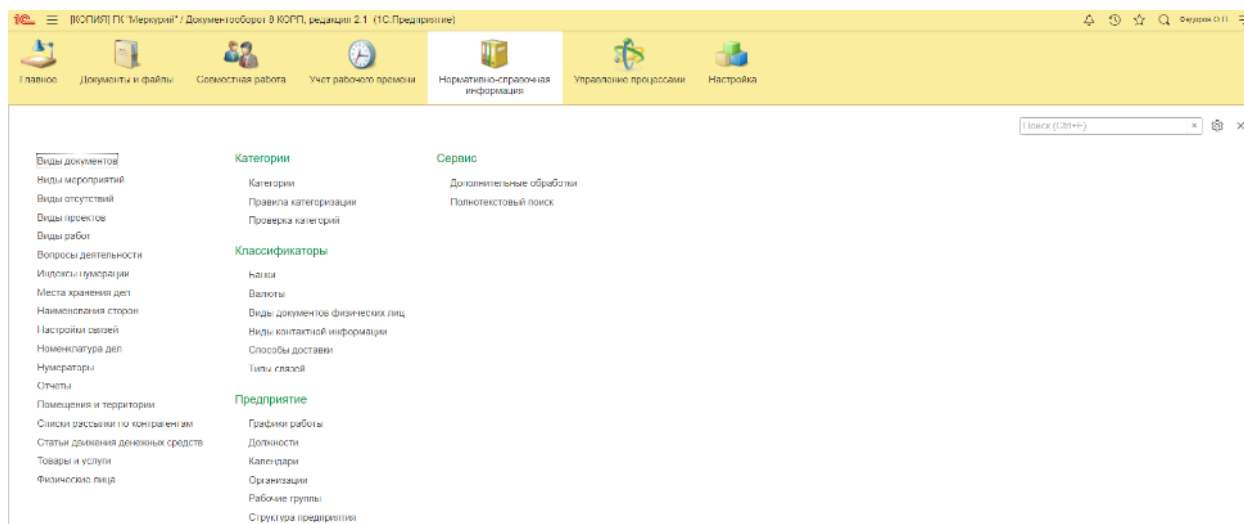 1С [КОПИЯ] ГК "Меркурий" / Документооборот 8 КОРП, редакция 2.1 (1С:Предприятие)
Главное
Документы и файлы
Совместная работа
Учет рабочего времени
Нормативно-справочная
информация
Управление процессами
Настройка
Поиск (Ctrl+F)
Виды документов
Виды мероприятий
Виды отсутствий
Виды проектов
Виды работ
Вопросы деятельности
Индексы нумерации
Места хранения дел
Наименования сторон
Настройки связей
Номенклатура дел
Нумераторы
Отчеты
Помещения и территории
Списки рассылки по контрагентам
Статьи движения денежных средств
Товары и услуги
Физические лица
Категории
Категории
Правила категоризации
Проверка категорий
Классификаторы
Банки
Валюты
Виды документов физических лиц
Виды контактной информации
Способы доставки
Типы связей
Предприятие
Графики работы
Должности
Календари
Организации
Рабочие группы
Структура предприятия
Сервис
Дополнительные обработки
Полнотекстовый поиск